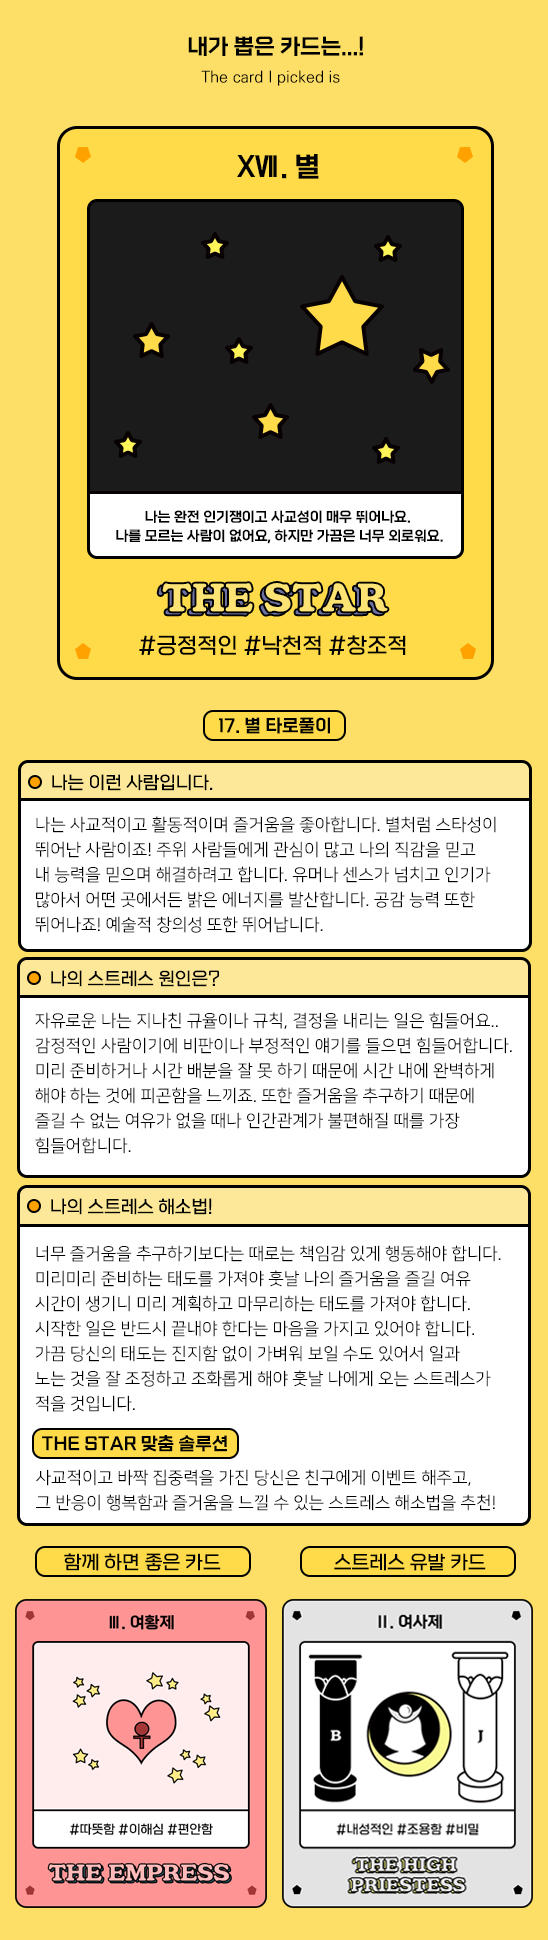 내가 뽑은 카드는...!
The card I picked is
XVII. 별
나는 완전 인기쟁이고 사교성이 매우 뛰어나요.
나를 모르는 사람이 없어요, 하지만 가끔은 너무 외로워요.
THE STAR
#긍정적인 #낙천적 #창조적
17. 별 타로풀이
나는 이런 사람입니다.
나는 사교적이고 활동적이며 즐거움을 좋아합니다. 별처럼 스타성이
뛰어난 사람이죠! 주위 사람들에게 관심이 많고 나의 직감을 믿고
내 능력을 믿으며 해결하려고 합니다. 유머나 센스가 넘치고 인기가
많아서 어떤 곳에서든 밝은 에너지를 발산합니다. 공감 능력 또한
뛰어나죠! 예술적 창의성 또한 뛰어납니다.
나의 스트레스 원인은?
자유로운 나는 지나친 규율이나 규칙, 결정을 내리는 일은 힘들어요..
감정적인 사람이기에 비판이나 부정적인 얘기를 들으면 힘들어합니다.
미리 준비하거나 시간 배분을 잘 못 하기 때문에 시간 내에 완벽하게
해야 하는 것에 피곤함을 느끼죠. 또한 즐거움을 추구하기 때문에
즐길 수 없는 여유가 없을 때나 인간관계가 불편해질 때를 가장
힘들어합니다.
나의 스트레스 해소법!
너무 즐거움을 추구하기보다는 때로는 책임감 있게 행동해야 합니다.
미리미리 준비하는 태도를 가져야 훗날 나의 즐거움을 즐길 여유
시간이 생기니 미리 계획하고 마무리하는 태도를 가져야 합니다.
시작한 일은 반드시 끝내야 한다는 마음을 가지고 있어야 합니다.
가끔 당신의 태도는 진지함 없이 가벼워 보일 수도 있어서 일과
노는 것을 잘 조정하고 조화롭게 해야 훗날 나에게 오는 스트레스가
적을 것입니다.
THE STAR 맞춤 솔루션
사교적이고 바짝 집중력을 가진 당신은 친구에게 이벤트 해주고,
그 반응이 행복함과 즐거움을 느낄 수 있는 스트레스 해소법을 추천!
함께 하면 좋은 카드
스트레스 유발 카드
III. 여황제
#따뜻함 #이해심 #편안함
THE EMPRESS
II. 여사제
B
J
#내성적인 #조용함 #비밀
THE HIGH
PRIESTESS